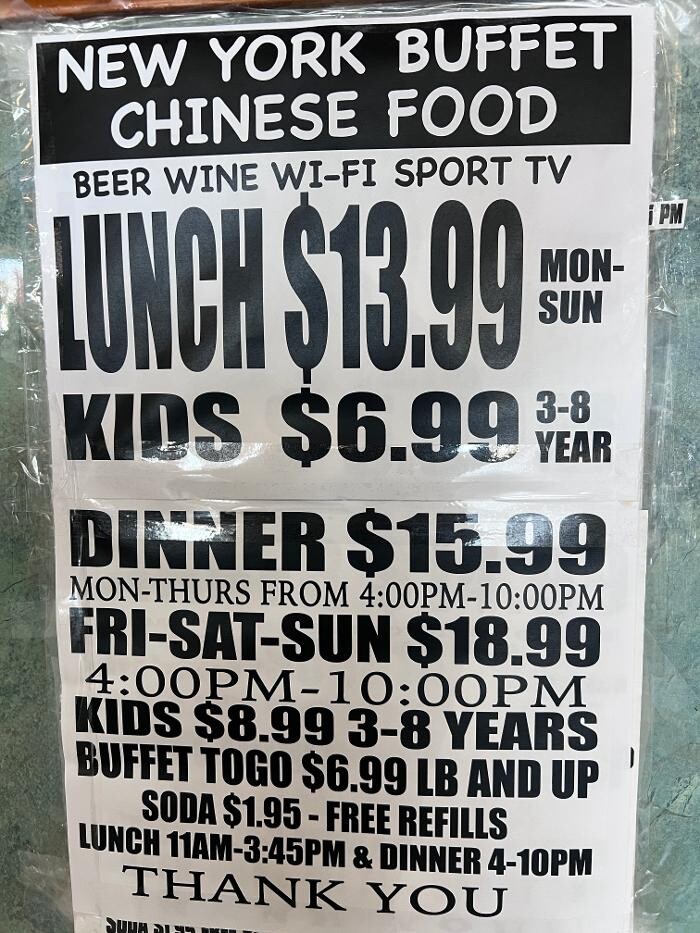 NEW YORK BUFFET
CHINESE FOOD
BEER WINE WI-FI SPORT TV
LUNCH $13.99 MON-
SUN
PM
KIDS $6.99 3-8
YEAR
DINNER $15.99
MON-THURS FROM 4:00PM-10:00PM
FRI-SAT-SUN $18.99
4:00PM-10:00PM
KIDS $8.99 3-8 YEARS
BUFFET TOGO $6.99 LB AND UP
SODA $1.95 - FREE REFILLS
LUNCH 11AM-3:45PM & DINNER 4-10PM
THANK YOU
SODA